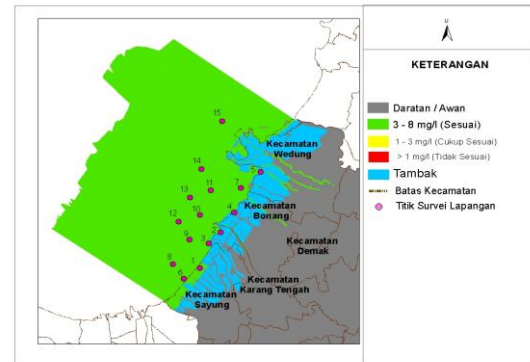 N
KETERANGAN
Daratan / Awan
3 - 8 mg/l (Sesuai)
1 - 3 mg/l (Cukup Sesuai)
> 1 mg/l (Tidak Sesuai)
Tambak
Batas Kecamatan
Titik Survei Lapangan
15
Kecamatan
Wedung
14
5
13
11
7
12
10
4
Kecamatan
Bonang
9
3
2
Kecamatan
Demak
8
1
6
Kecamatan
Karang Tengah
Kecamatan
Sayung